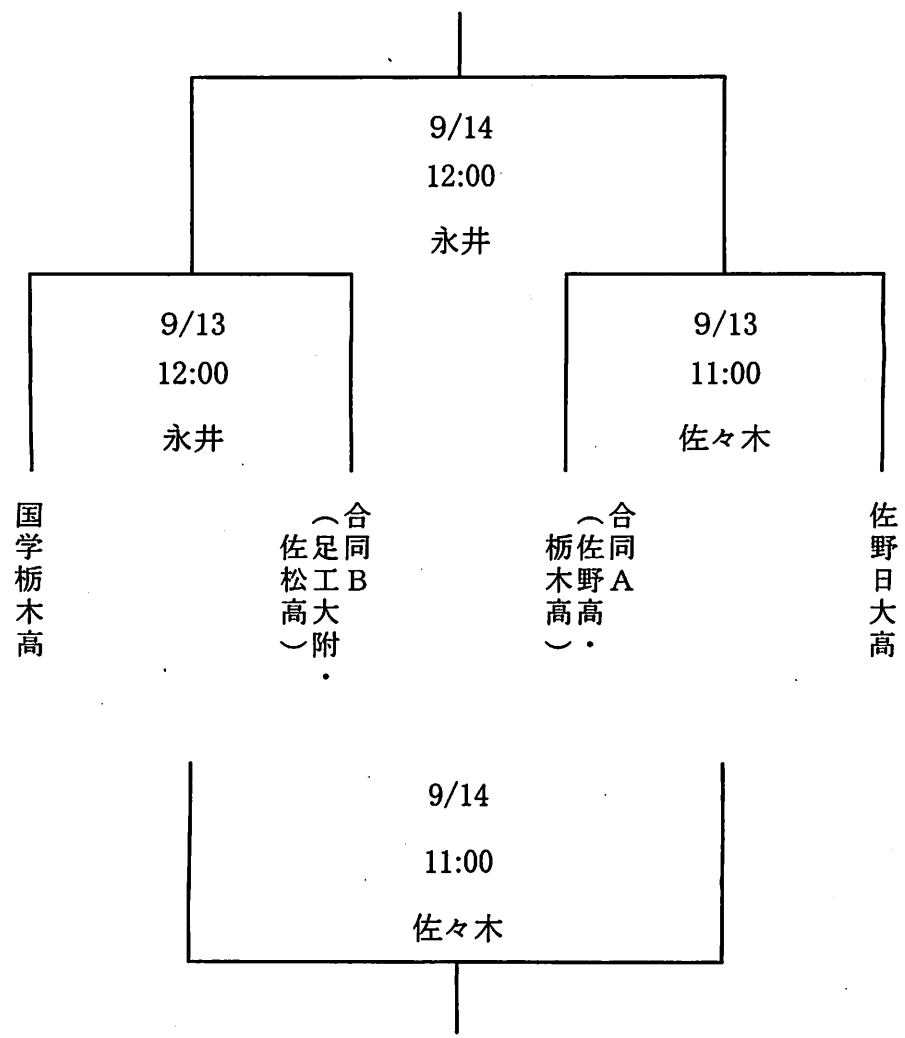 9/14
12:00
永井
9/13
12:00
永井
9/13
11:00
佐々木
国学栃木高
合同B
（足工大附・
佐松高）
合同A
（佐野高・
栃木高）
佐野日大高
9/14
11:00
佐々木